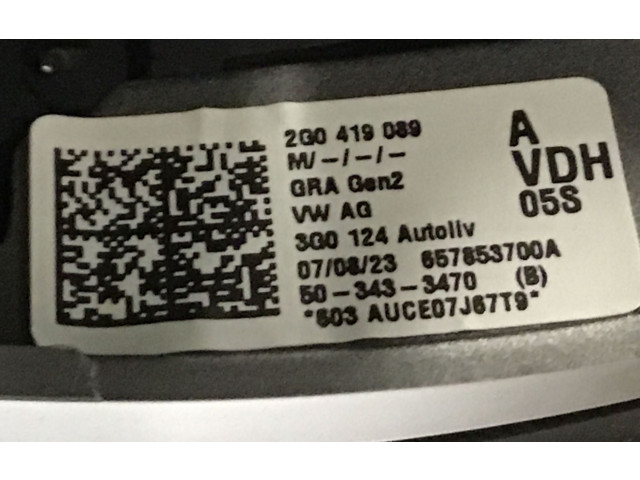 2G0 419 089
A
M/-/-/-
VDH
GRA Gen2
05S
VW AG
3G0 124 Autoliv
07/08/23 657853700A
50-343-3470 (B)
*603 AUCE07J67T9*